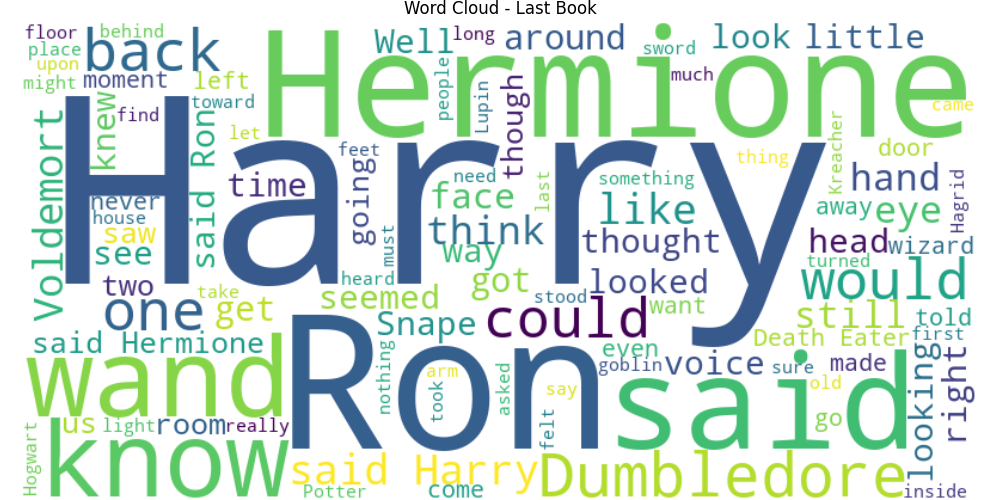 Word Cloud - Last Book
floor
behind
place
back
upon
might
moment
left
Well
long
around
sword
look
little
people
much
Hermione
came
Lupin
though
toward
find
knew
let
said Ron
Voldemort
Harry
time
feet
going
need
face
last
something
thing
door
Kreacher
hand
Hagrid
never
house
saw
see
think
like
away
eye
way
thought
head
wizard
must
two
take
heard
got
looked
turned
would
one
get
seemed
stood
want
could
still
told
Snape
Death Eater
first
said Hermione
even
goblin
voice
sure
made
wand
Ron
nothing
arm
took
asked
say
old
said
go
looking
right
felt
us
light
room
really
know
Hogwart
said Harry
Potter
come
Dumbledore
inside